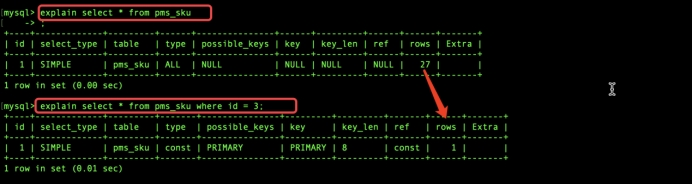 mysql> explain select * from pms_sku
    -> ;
+----+-------------+---------+------+---------------+------+---------+------+------+-------+
| id | select_type | table   | type | possible_keys | key  | key_len | ref  | rows | Extra |
+----+-------------+---------+------+---------------+------+---------+------+------+-------+
|  1 | SIMPLE      | pms_sku | ALL  | NULL          | NULL | NULL    | NULL |   27 |       |
+----+-------------+---------+------+---------------+------+---------+------+------+-------+
1 row in set (0.00 sec)
mysql> explain select * from pms_sku where id = 3;
+----+-------------+---------+-------+---------------+---------+---------+-------+------+-------+
| id | select_type | table   | type  | possible_keys | key     | key_len | ref   | rows | Extra |
+----+-------------+---------+-------+---------------+---------+---------+-------+------+-------+
|  1 | SIMPLE      | pms_sku | const | PRIMARY       | PRIMARY | 8       | const |    1 |       |
+----+-------------+---------+-------+---------------+---------+---------+-------+------+-------+
1 row in set (0.01 sec)